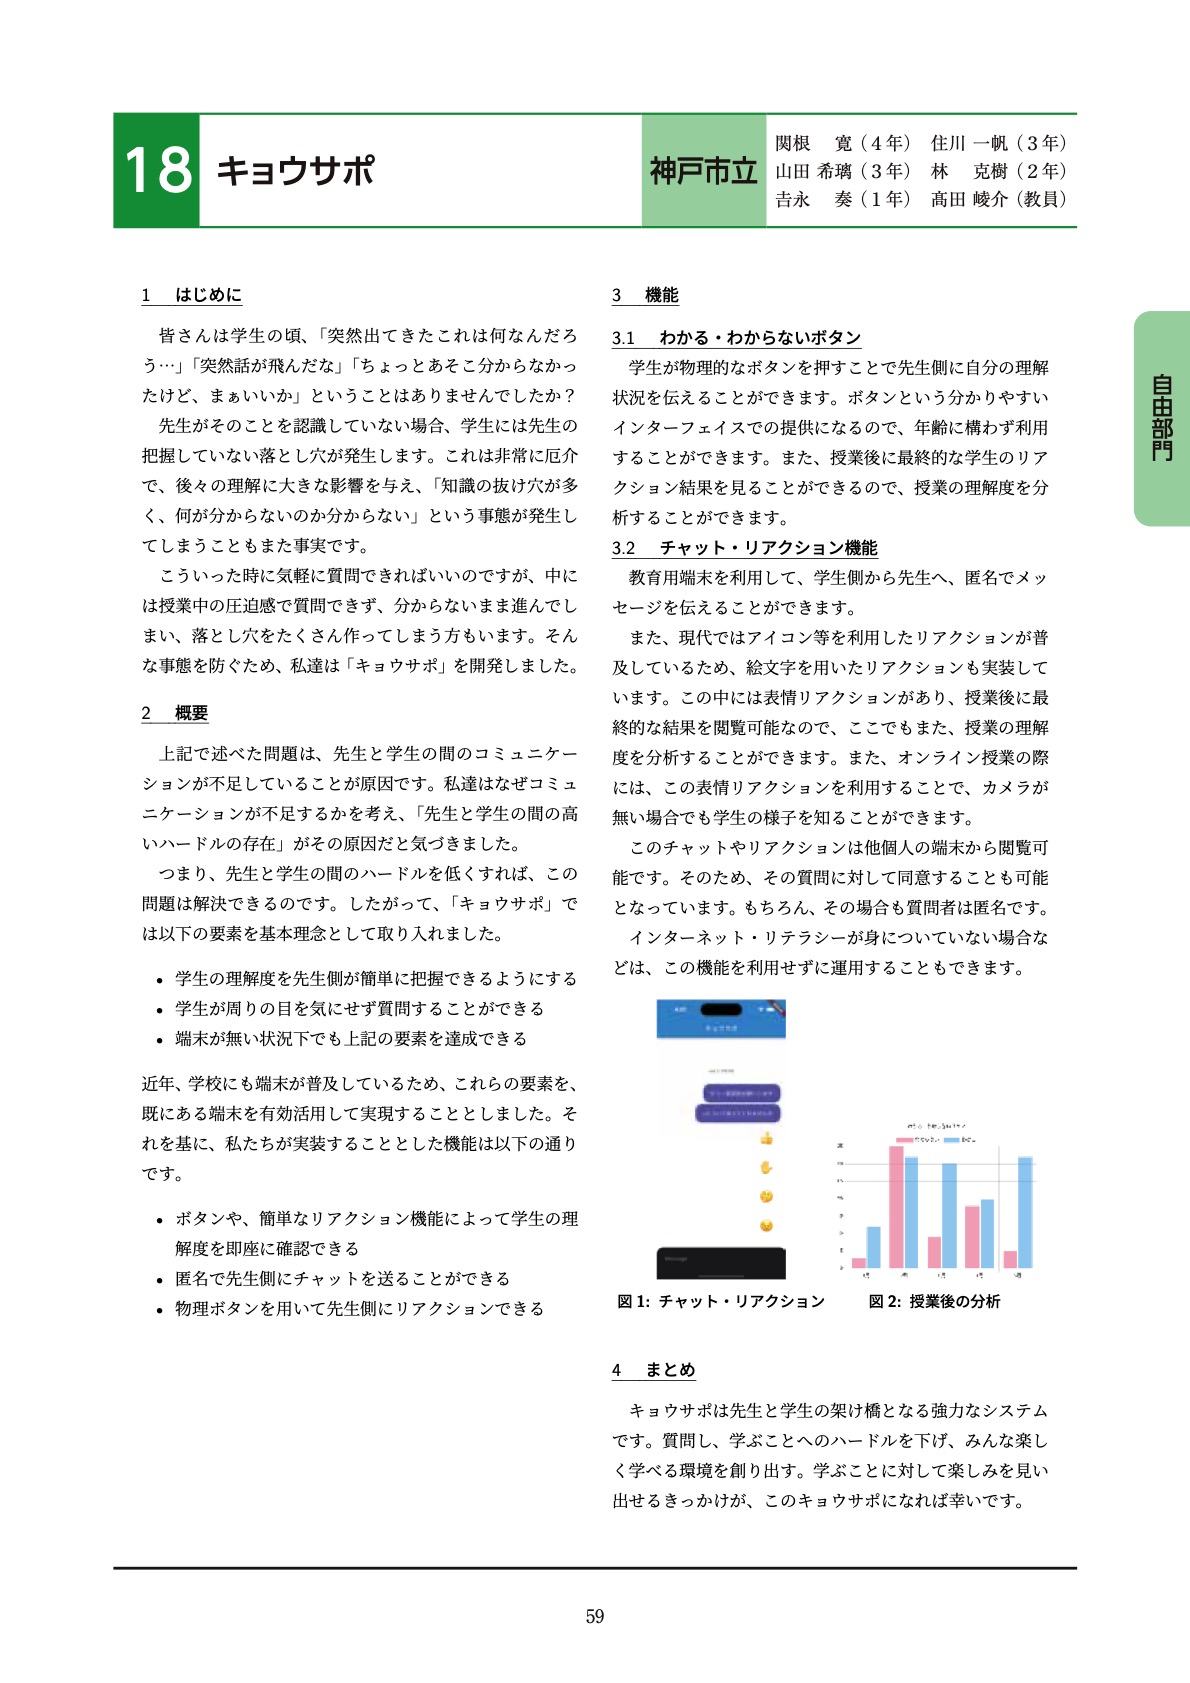 18 キョウサポ
神戸市立
関根　寛（4年）　住川 一帆（3年）
山田 希璃（3年）　林　克樹（2年）
吉永　奏（1年）　髙田 崚介（教員）
自由部門
1　はじめに
皆さんは学生の頃、「突然出てきたこれは何なんだろ
う…」「突然話が飛んだな」「ちょっとあそこ分からなかっ
たけど、まぁいいか」ということはありませんでしたか？
先生がそのことを認識していない場合、学生には先生の
把握していない落とし穴が発生します。これは非常に厄介
で、後々の理解に大きな影響を与え、「知識の抜け穴が多
く、何が分からないのか分からない」という事態が発生し
てしまうこともまた事実です。
こういった時に気軽に質問できればいいのですが、中に
は授業中の圧迫感で質問できず、分からないまま進んでし
まい、落とし穴をたくさん作ってしまう方もいます。そん
な事態を防ぐため、私達は「キョウサポ」を開発しました。
2　概要
上記で述べた問題は、先生と学生の間のコミュニケー
ションが不足していることが原因です。私達はなぜコミュ
ニケーションが不足するかを考え、「先生と学生の間の高
いハードルの存在」がその原因だと気づきました。
つまり、先生と学生の間のハードルを低くすれば、この
問題は解決できるのです。したがって、「キョウサポ」で
は以下の要素を基本理念として取り入れました。
• 学生の理解度を先生側が簡単に把握できるようにする
• 学生が周りの目を気にせず質問することができる
• 端末が無い状況下でも上記の要素を達成できる
近年、学校にも端末が普及しているため、これらの要素を、
既にある端末を有効活用して実現することとしました。そ
れを基に、私たちが実装することとした機能は以下の通り
です。
• ボタンや、簡単なリアクション機能によって学生の理
解度を即座に確認できる
• 匿名で先生側にチャットを送ることができる
• 物理ボタンを用いて先生側にリアクションできる
3　機能
3.1　わかる・わからないボタン
学生が物理的なボタンを押すことで先生側に自分の理解
状況を伝えることができます。ボタンという分かりやすい
インターフェイスでの提供になるので、年齢に構わず利用
することができます。また、授業後に最終的な学生のリア
クション結果を見ることができるので、授業の理解度を分
析することができます。
3.2　チャット・リアクション機能
教育用端末を利用して、学生側から先生へ、匿名でメッ
セージを伝えることができます。
また、現代ではアイコン等を利用したリアクションが普
及しているため、絵文字を用いたリアクションも実装して
います。この中には表情リアクションがあり、授業後に最
終的な結果を閲覧可能なので、ここでもまた、授業の理解
度を分析することができます。また、オンライン授業の際
には、この表情リアクションを利用することで、カメラが
無い場合でも学生の様子を知ることができます。
このチャットやリアクションは他個人の端末から閲覧可
能です。そのため、その質問に対して同意することも可能
となっています。もちろん、その場合も質問者は匿名です。
インターネット・リテラシーが身についていない場合な
どは、この機能を利用せずに運用することもできます。
キョウサポ
Message
図 1: チャット・リアクション
図 2: 授業後の分析
4　まとめ
キョウサポは先生と学生の架け橋となる強力なシステム
です。質問し、学ぶことへのハードルを下げ、みんな楽し
く学べる環境を創り出す。学ぶことに対して楽しみを見い
出せるきっかけが、このキョウサポになれば幸いです。
59